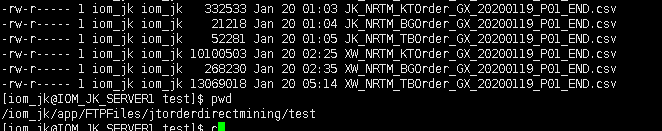 -rw-r----- 1 iom_jk iom_jk   332533 Jan 20 01:03 JK_NRTM_KTOrder_GX_20200119_P01_END.csv
-rw-r----- 1 iom_jk iom_jk    21218 Jan 20 01:04 JK_NRTM_BGOrder_GX_20200119_P01_END.csv
-rw-r----- 1 iom_jk iom_jk    52281 Jan 20 01:05 JK_NRTM_TDOrder_GX_20200119_P01_END.csv
-rw-r----- 1 iom_jk iom_jk 10100503 Jan 20 02:25 XW_NRTM_KTOrder_GX_20200119_P01_END.csv
-rw-r----- 1 iom_jk iom_jk   268230 Jan 20 02:35 XW_NRTM_BGOrder_GX_20200119_P01_END.csv
-rw-r----- 1 iom_jk iom_jk 13069018 Jan 20 05:14 XW_NRTM_TDOrder_GX_20200119_P01_END.csv
[iom_jk@IOM_JK_SERVER1 test]$ pwd
/iom_jk/app/FTPFiles/jtorderdirectmining/test
[iom_jk@IOM_JK_SERVER1 test]$ c